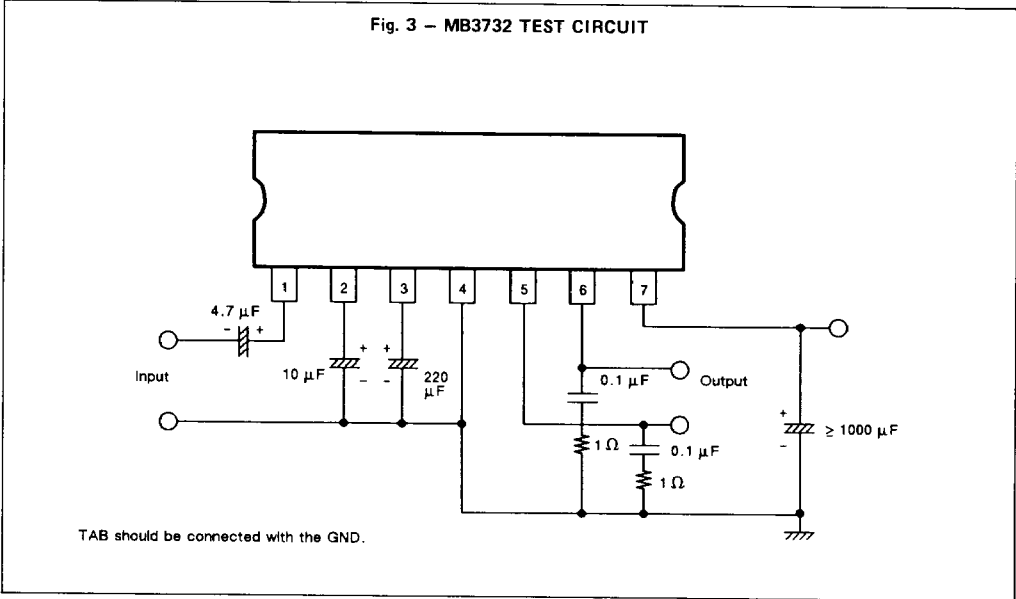 Fig. 3 – MB3732 TEST CIRCUIT
1 2 3 4 5 6 7
4.7 μF
– +
Input
10 μF
+
–
+
–
220
μF
0.1 μF
Output
1 Ω
0.1 μF
1 Ω
+
–
≥ 1000 μF
TAB should be connected with the GND.